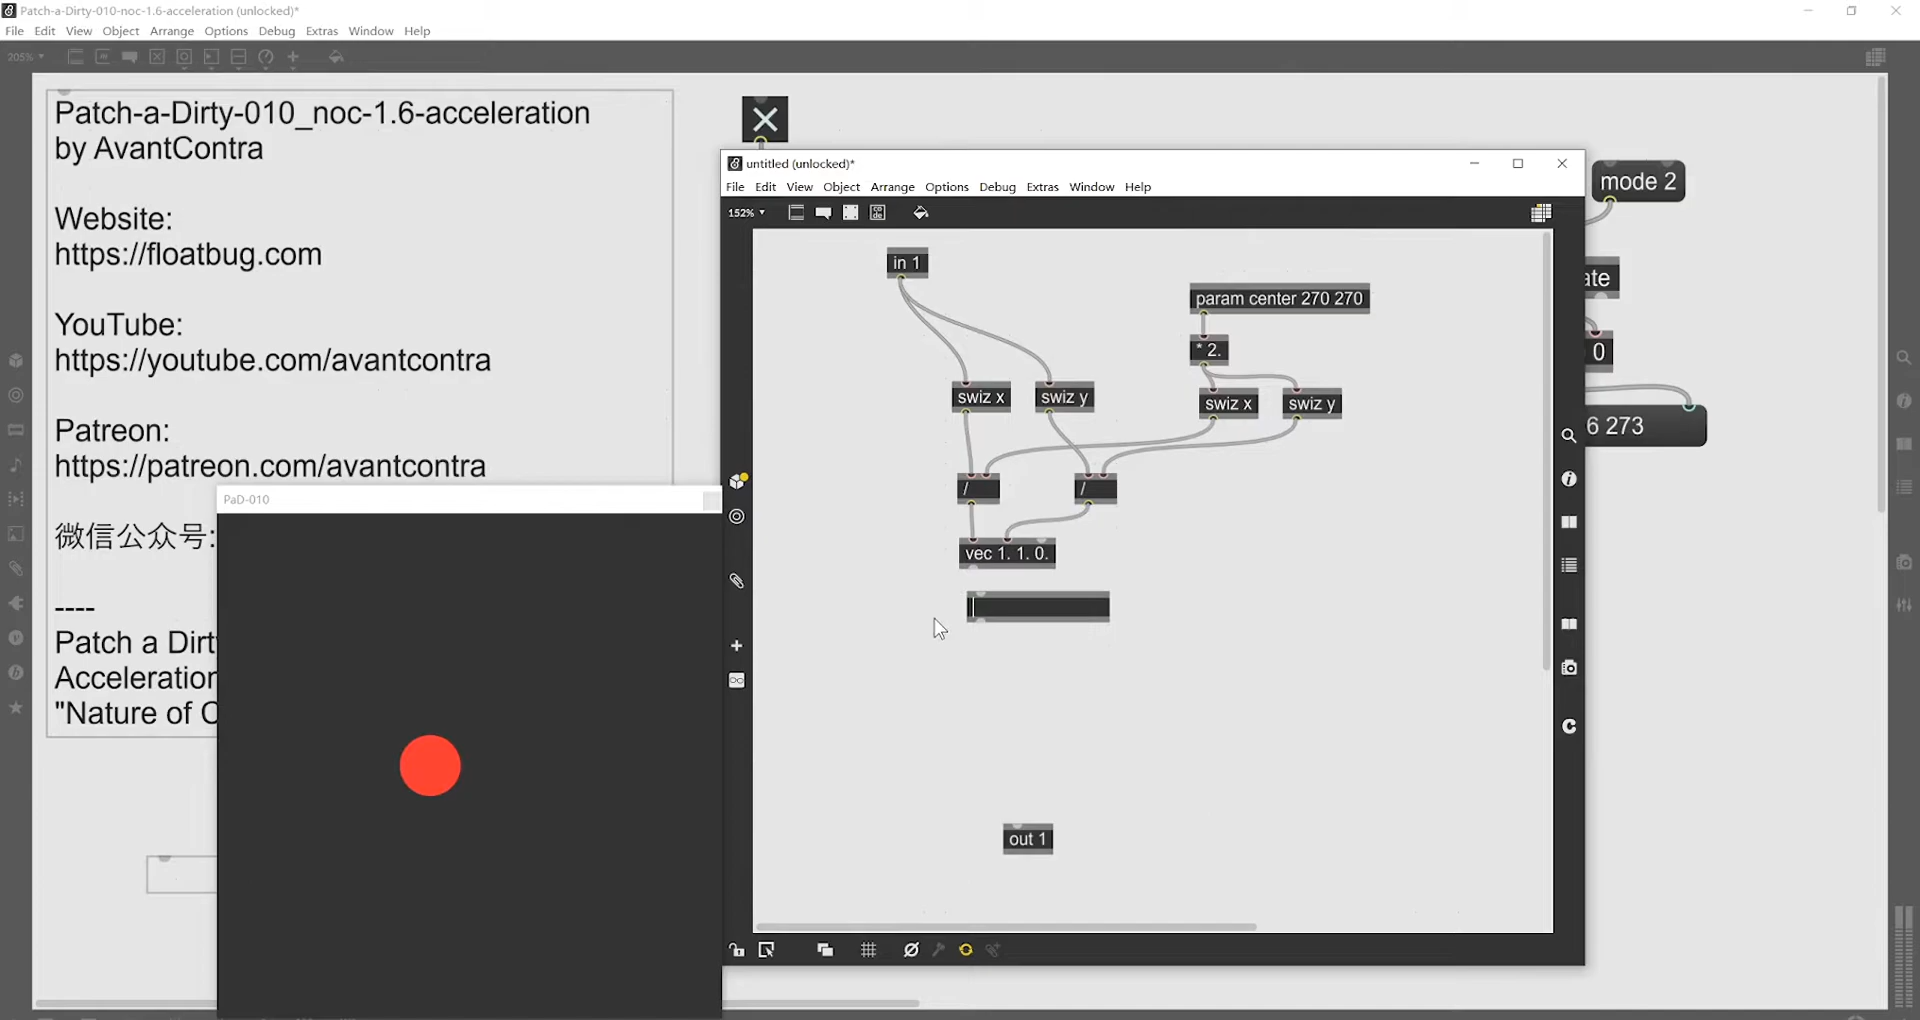 Patch-a-Dirty-010-noc-1.6-acceleration (unlocked)*
File Edit View Object Arrange Options Debug Extras Window Help
205%
Patch-a-Dirty-010_noc-1.6-acceleration
by AvantContra
Website:
https://floatbug.com
YouTube:
https://youtube.com/avantcontra
Patreon:
https://patreon.com/avantcontra
微信公众号:
----
Patch a Dirt
Acceleration
"Nature of C
PaD-010
untitled (unlocked)*
File Edit View Object Arrange Options Debug Extras Window Help
152%
in 1
param center 270 270
* 2.
swiz x
swiz y
swiz x
swiz y
/
/
vec 1. 1. 0.
out 1
mode 2
ate
0
6 273